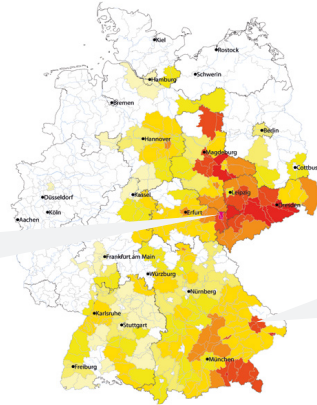 Kiel
Rostock
Hamburg
Schwerin
Bremen
Berlin
Hannover
Magdeburg
Cottbus
Düsseldorf
Kassel
Leipzig
Köln
Dresden
Aachen
Erfurt
Frankfurt am Main
Würzburg
Nürnberg
Karlsruhe
Stuttgart
München
Freiburg